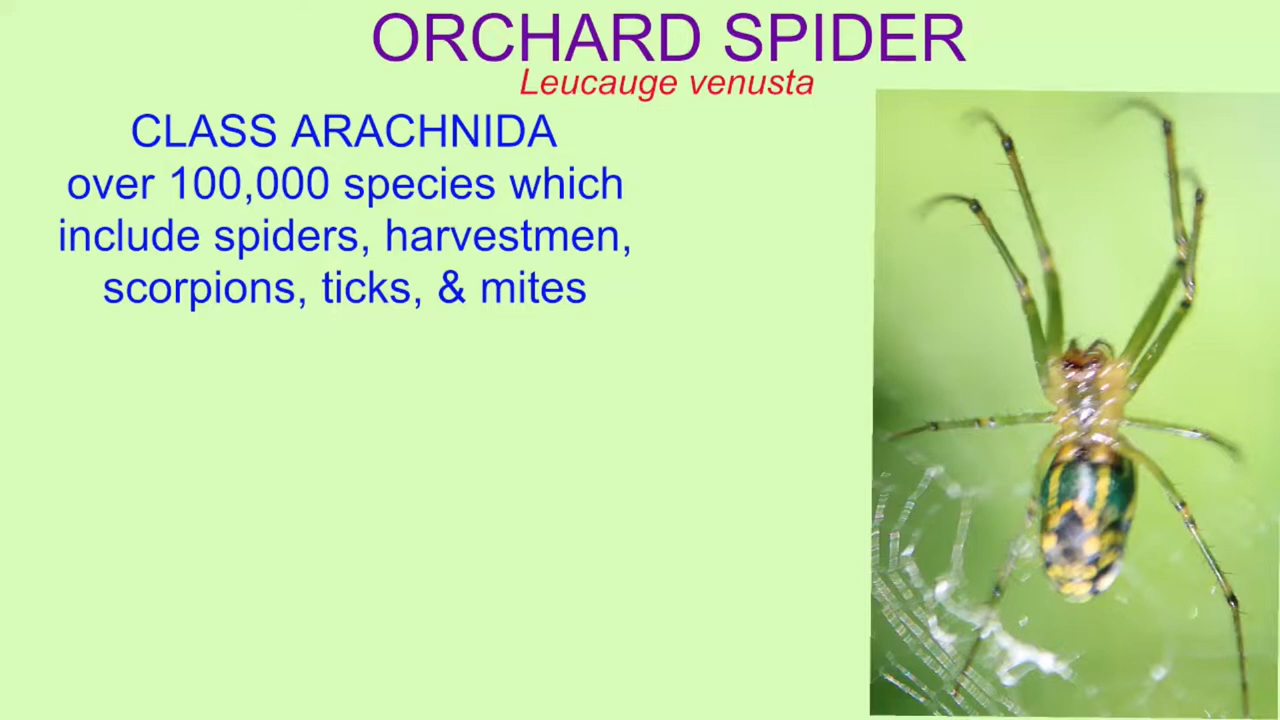 ORCHARD SPIDER
Leucauge venusta
CLASS ARACHNIDA
over 100,000 species which
include spiders, harvestmen,
scorpions, ticks, & mites